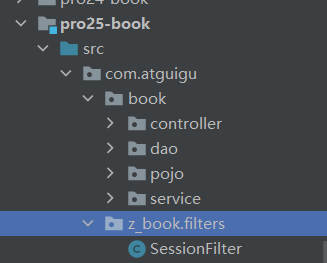 pro24-book
pro25-book
src
com.atguigu
book
controller
dao
pojo
service
z_book.filters
C SessionFilter